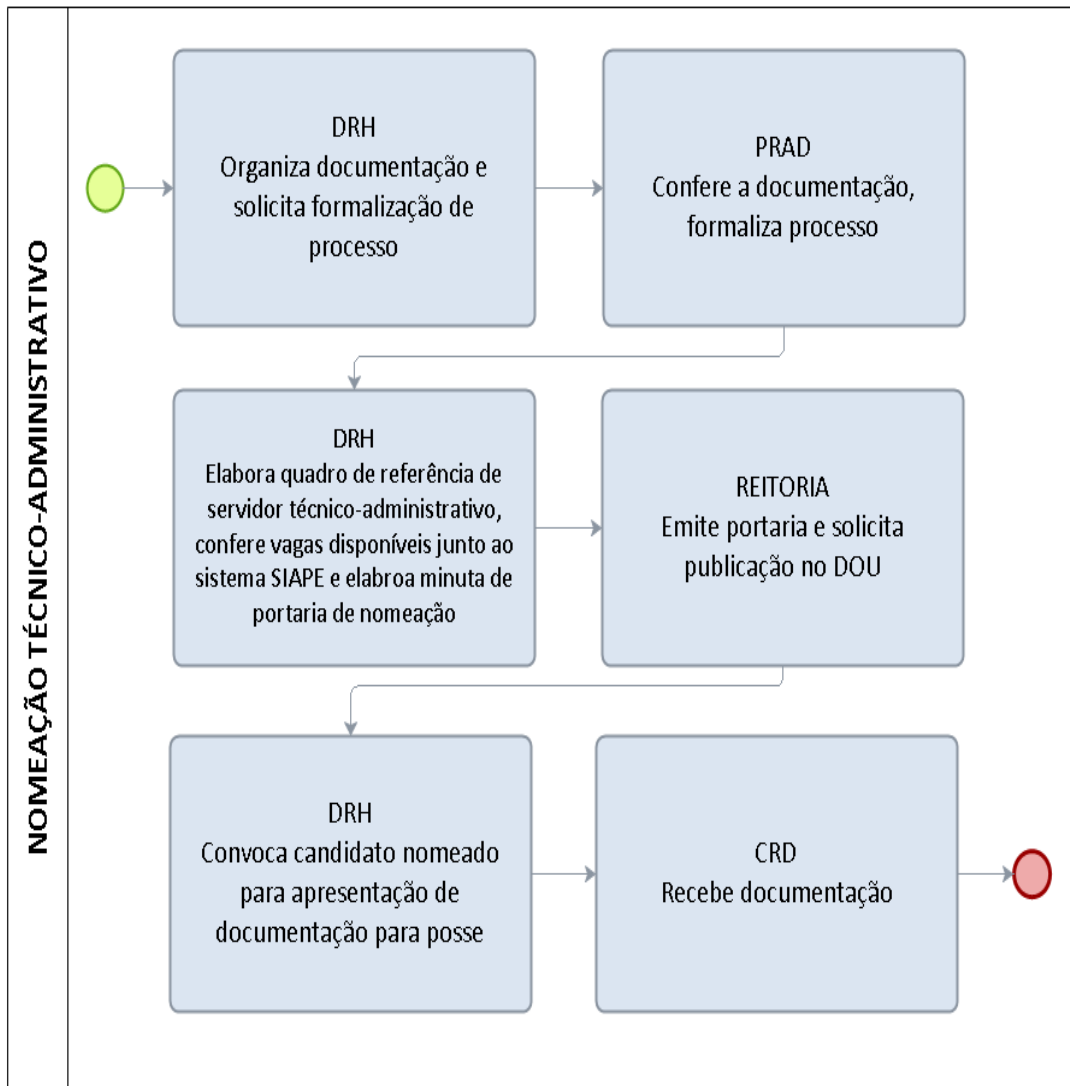 NOMEAÇÃO TÉCNICO-ADMINISTRATIVO
DRH
Organiza documentação e
solicita formalização de
processo
PRAD
Confere a documentação,
formaliza processo
DRH
Elabora quadro de referência de
servidor técnico-administrativo,
confere vagas disponíveis junto ao
sistema SIAPE e elabroa minuta de
portaria de nomeação
REITORIA
Emite portaria e solicita
publicação no DOU
DRH
Convoca candidato nomeado
para apresentação de
documentação para posse
CRD
Recebe documentação